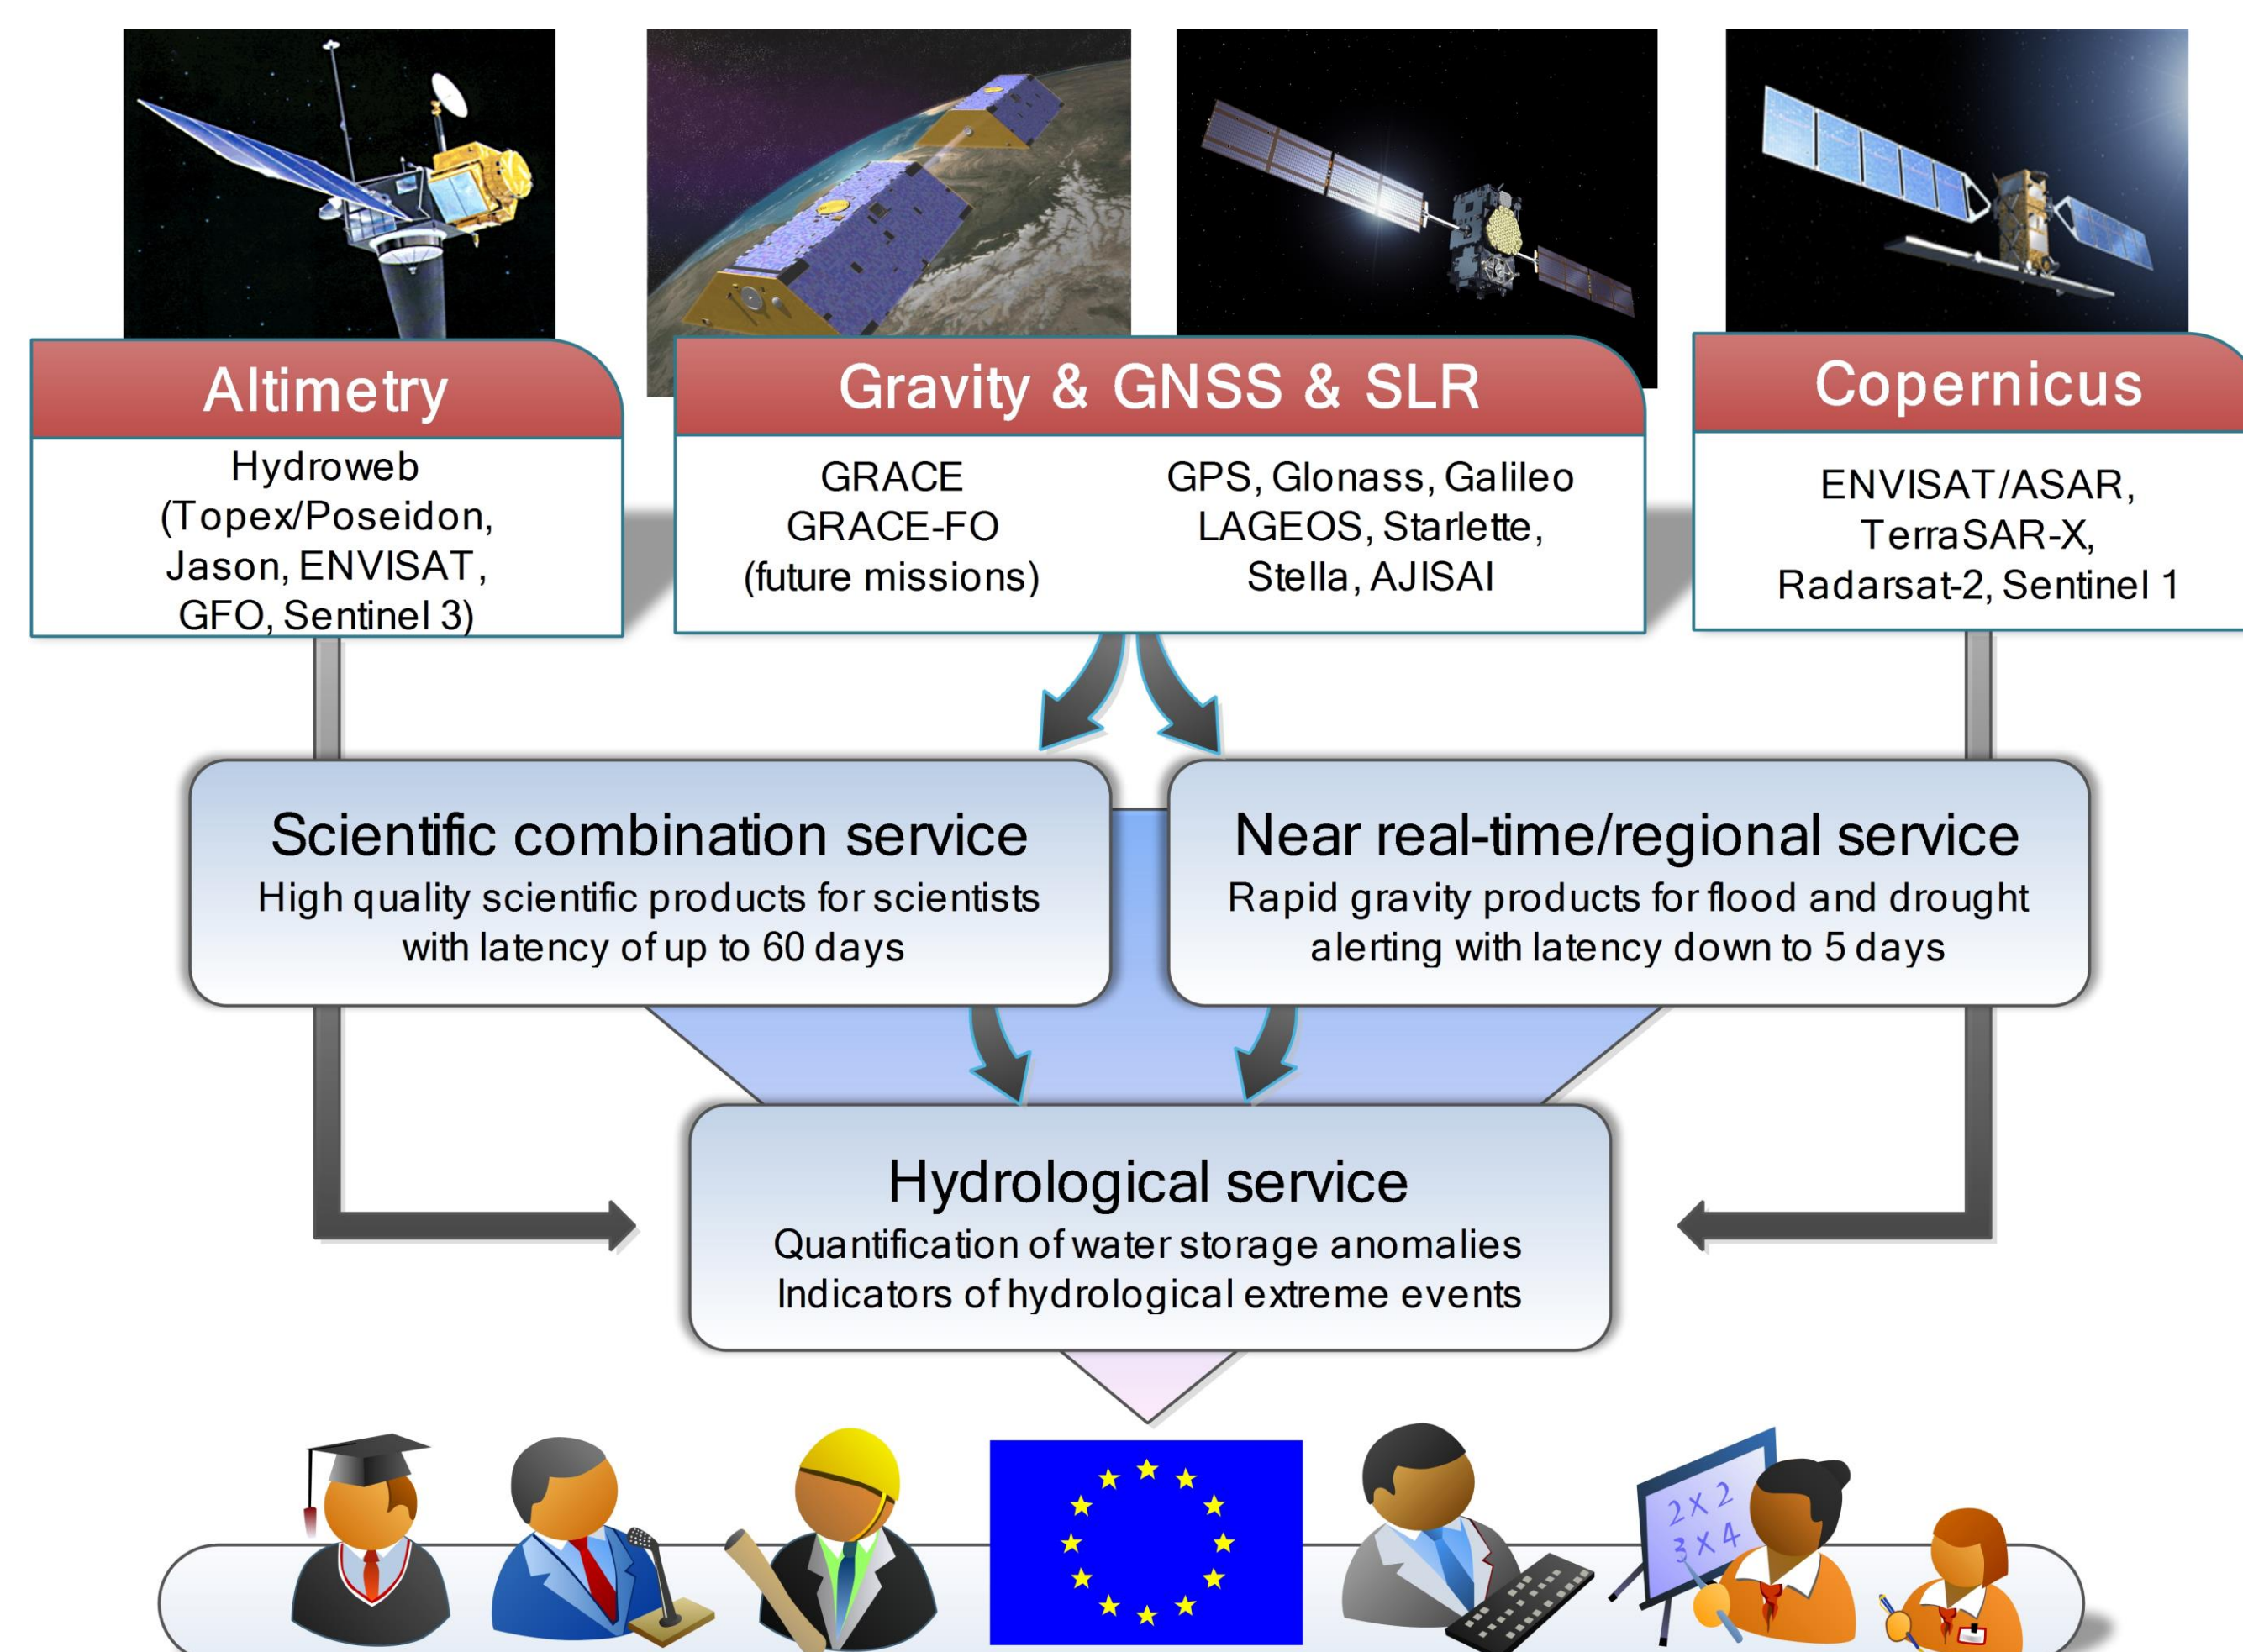 Altimetry
Hydroweb
(Topex/Poseidon,
Jason, ENVISAT,
GFO, Sentinel 3)
Gravity & GNSS & SLR
GRACE
GRACE-FO
(future missions)
GPS, Glonass, Galileo
LAGEOS, Starlette,
Stella, AJISAI
Copernicus
ENVISAT/ASAR,
TerraSAR-X,
Radarsat-2, Sentinel 1
Scientific combination service
High quality scientific products for scientists
with latency of up to 60 days
Near real-time/regional service
Rapid gravity products for flood and drought
alerting with latency down to 5 days
Hydrological service
Quantification of water storage anomalies
Indicators of hydrological extreme events
2 x 2
3 x 4